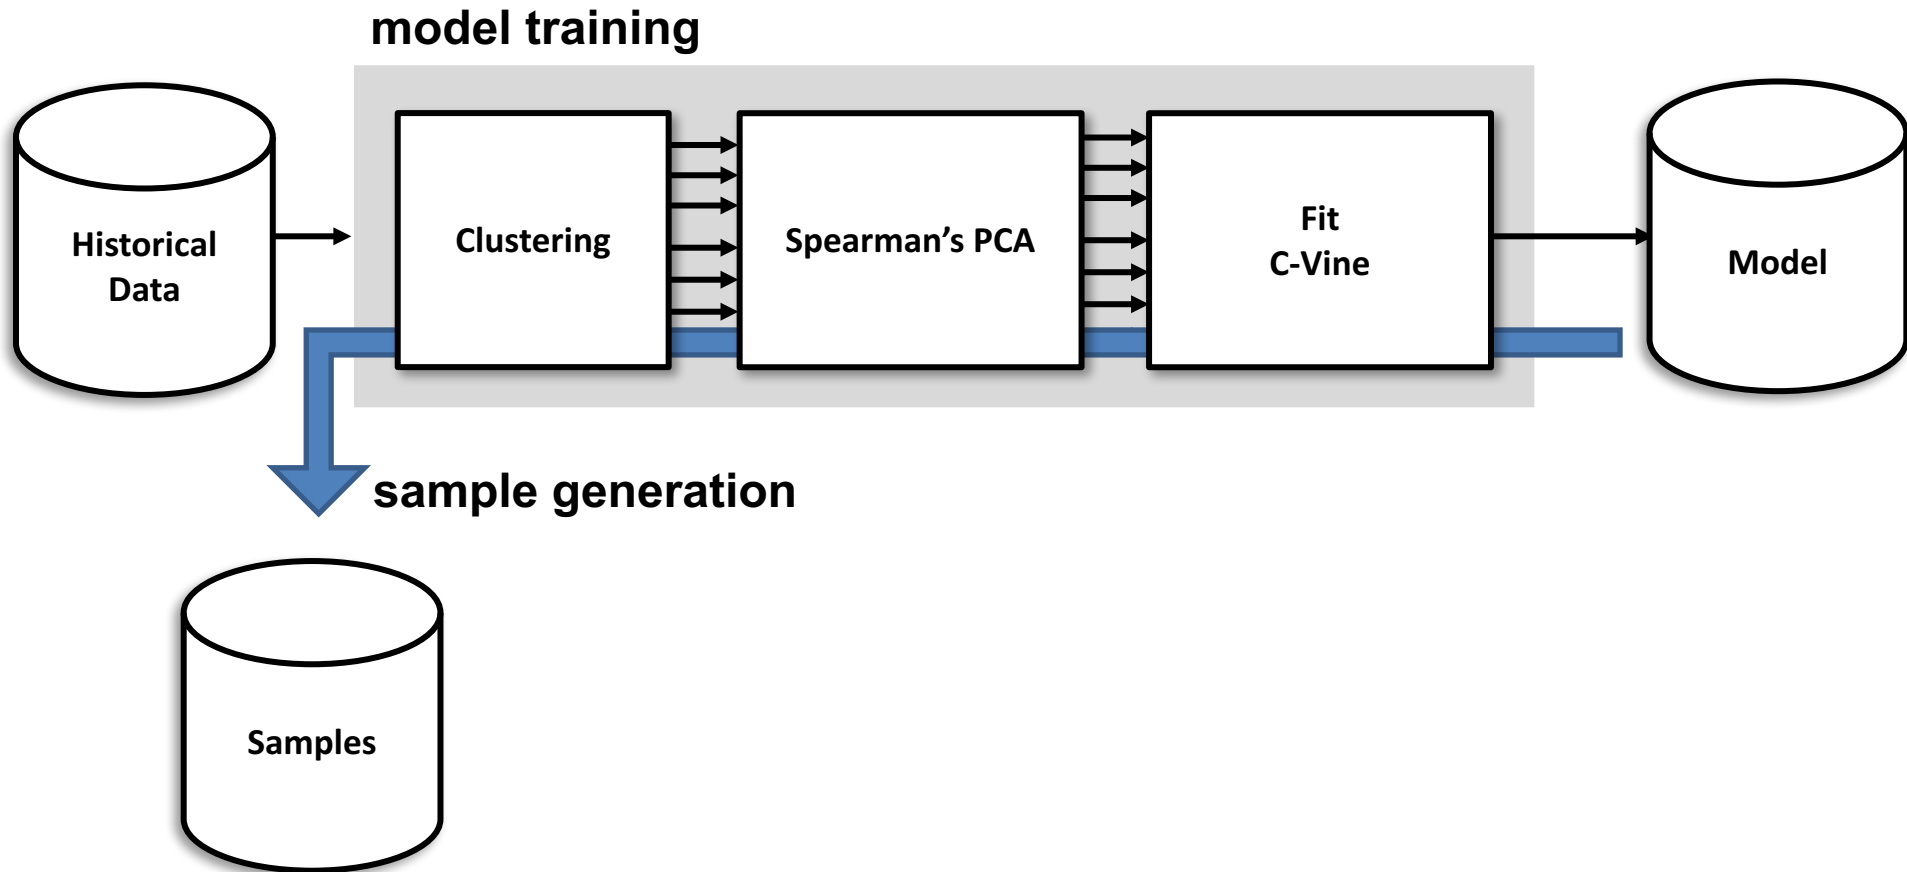 model training
Historical
Data
Clustering
Spearman’s PCA
Fit
C-Vine
Model
sample generation
Samples